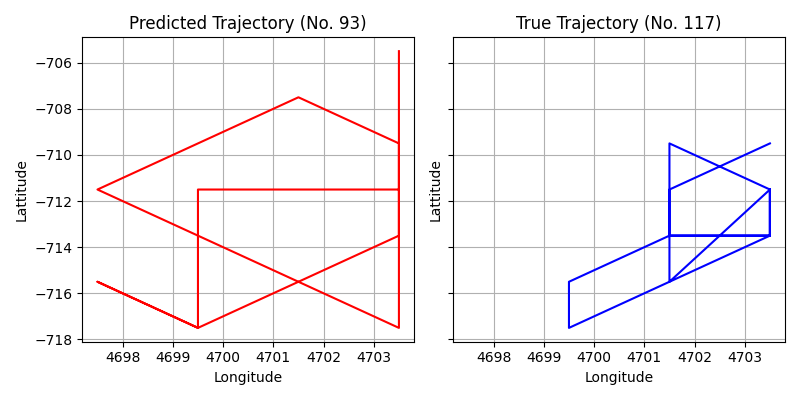 Predicted Trajectory (No. 93)
True Trajectory (No. 117)
Lattitude
−706
−708
−710
−712
−714
−716
−718
4698 4699 4700 4701 4702 4703
Longitude
Lattitude
4698 4699 4700 4701 4702 4703
Longitude